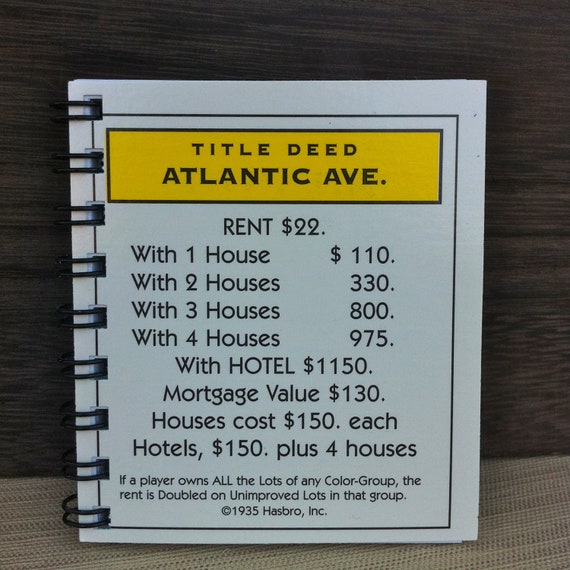 TITLE DEED
ATLANTIC AVE.
RENT $22.
With 1 House $ 110.
With 2 Houses 330.
With 3 Houses 800.
With 4 Houses 975.
With HOTEL $1150.
Mortgage Value $130.
Houses cost $150. each
Hotels, $150. plus 4 houses
If a player owns ALL the Lots of any Color-Group, the
rent is Doubled on Unimproved Lots in that group.
©1935 Hasbro, Inc.